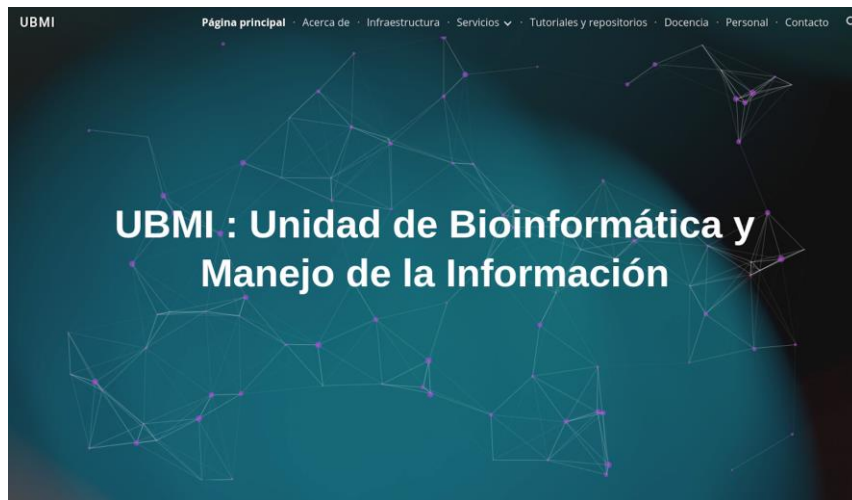 UBMI
Página principal · Acerca de · Infraestructura · Servicios · Tutoriales y repositorios · Docencia · Personal · Contacto
UBMI : Unidad de Bioinformática y
Manejo de la Información